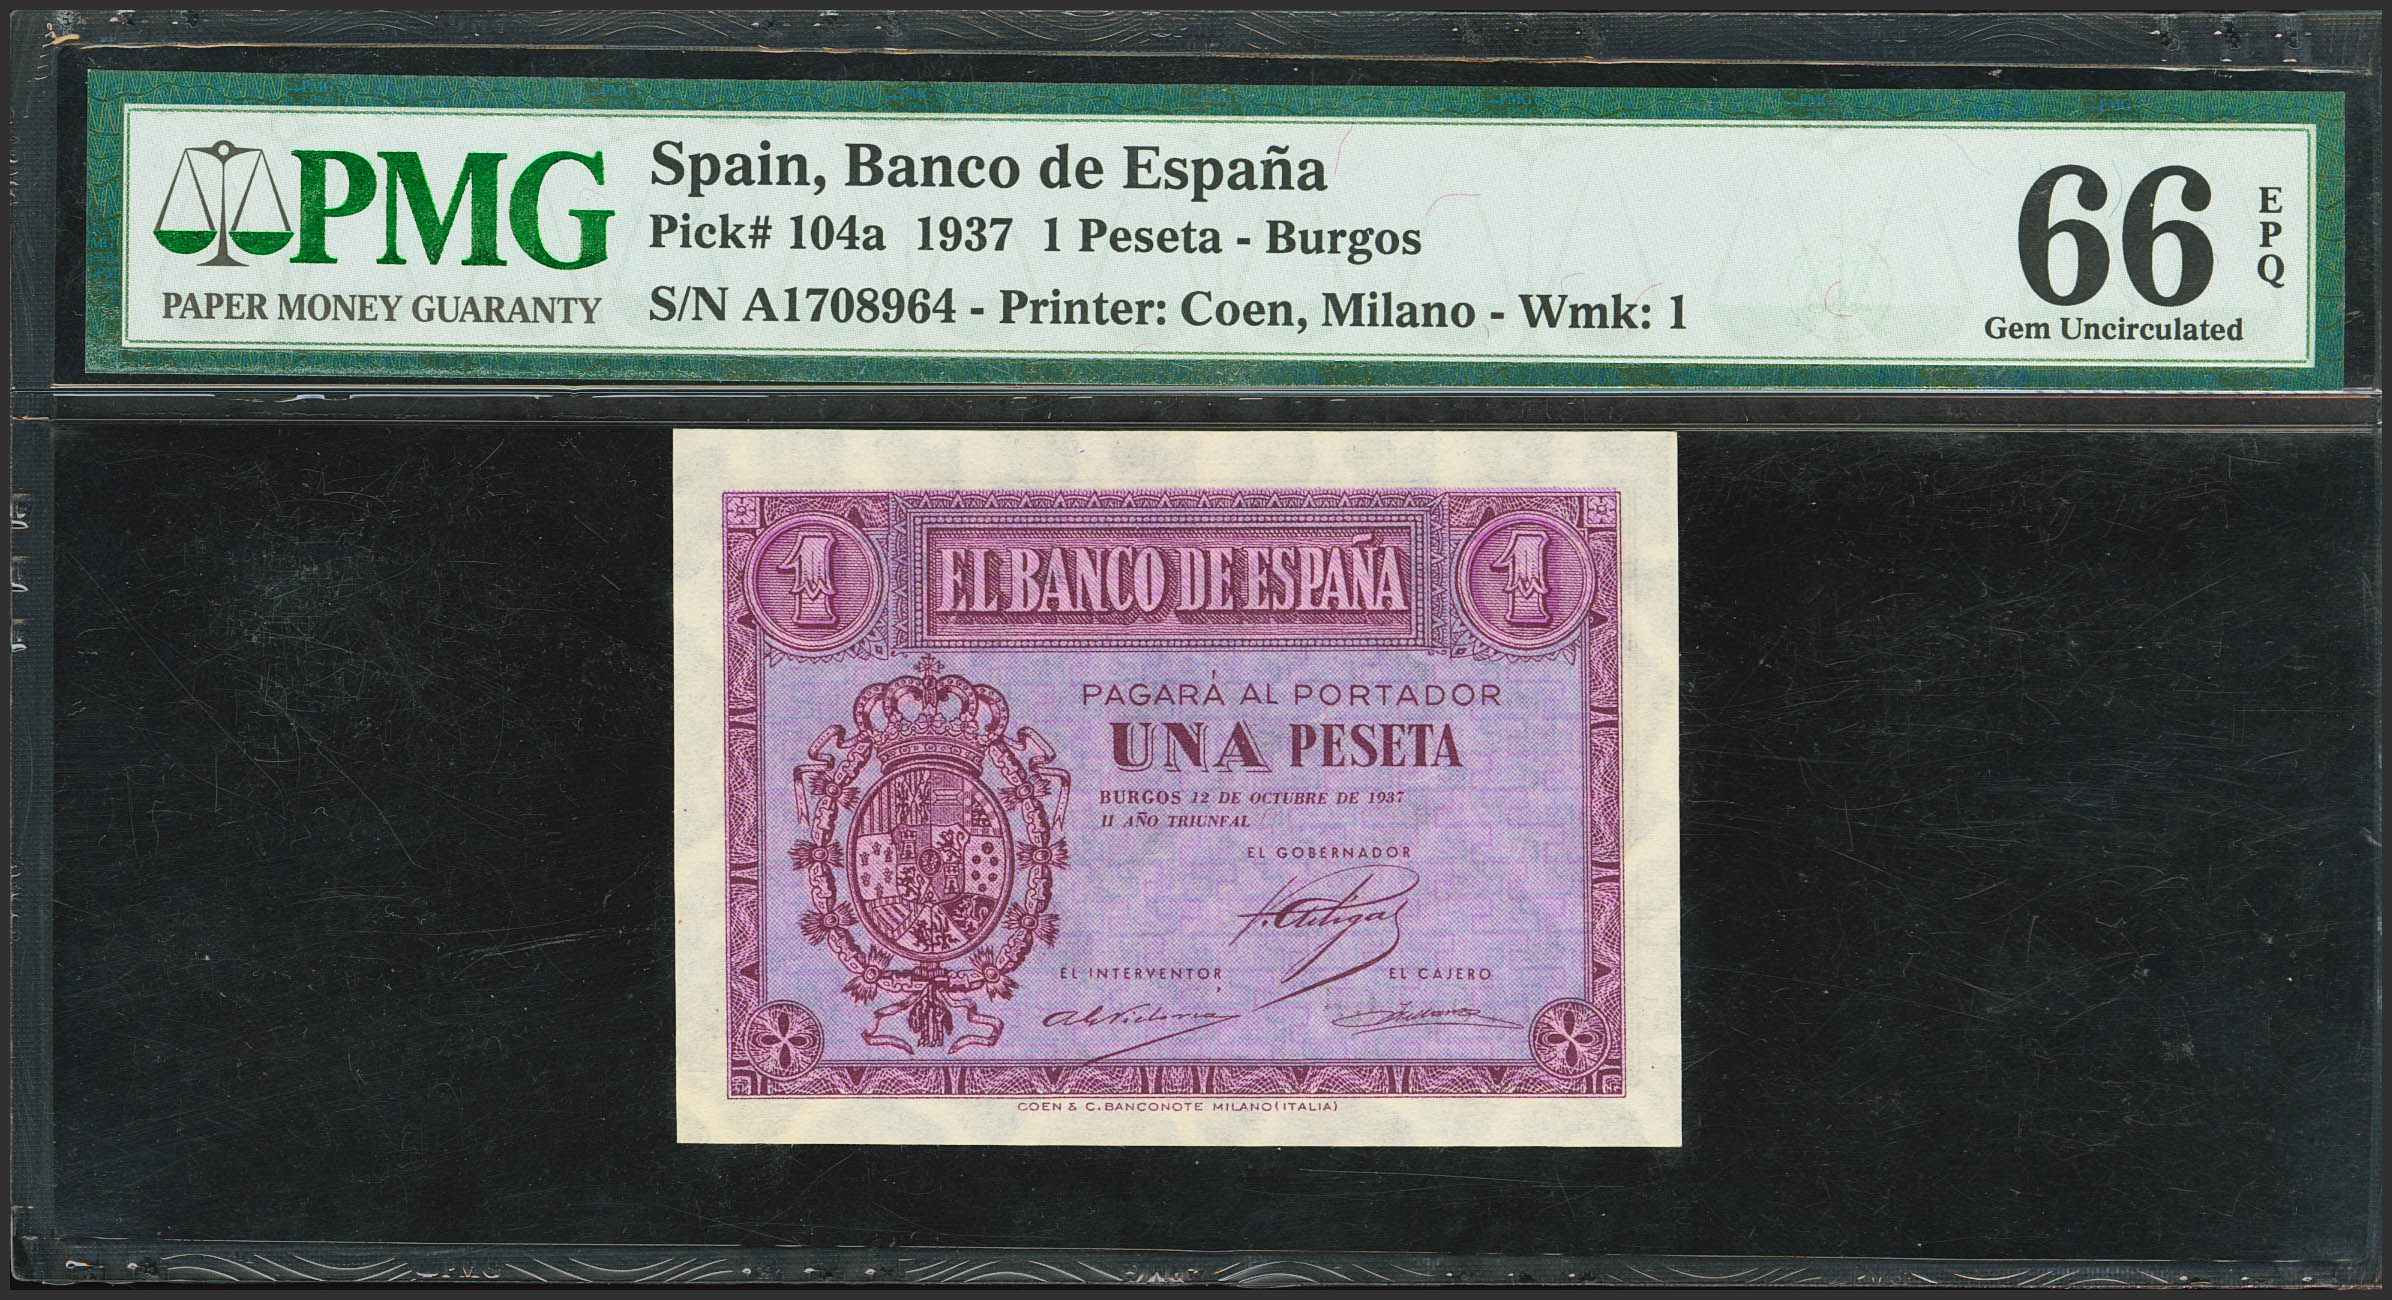 PMG
PAPER MONEY GUARANTY
Spain, Banco de España
Pick# 104a 1937 1 Peseta - Burgos
S/N A1708964 - Printer: Coen, Milano - Wmk: 1
66
EPQ
Gem Uncirculated
1 EL BANCO DE ESPAÑA 1
PAGARÁ AL PORTADOR
UNA PESETA
BURGOS 12 DE OCTUBRE DE 1937
II AÑO TRIUNFAL
EL GOBERNADOR
EL INTERVENTOR EL CAJERO
COEN & C. BANCONOTE MILANO (ITALIA)